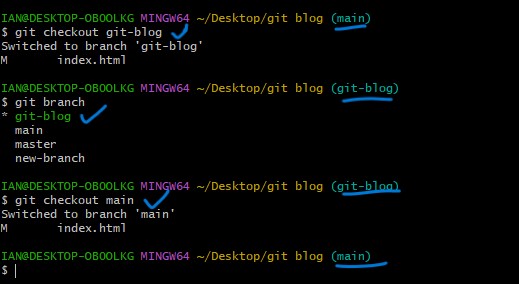 IAN@DESKTOP-OBOOLKG MINGW64 ~/Desktop/git blog (main)
$ git checkout git-blog
Switched to branch 'git-blog'
M       index.html
IAN@DESKTOP-OBOOLKG MINGW64 ~/Desktop/git blog (git-blog)
$ git branch
* git-blog
  main
  master
  new-branch
IAN@DESKTOP-OBOOLKG MINGW64 ~/Desktop/git blog (git-blog)
$ git checkout main
Switched to branch 'main'
M       index.html
IAN@DESKTOP-OBOOLKG MINGW64 ~/Desktop/git blog (main)
$